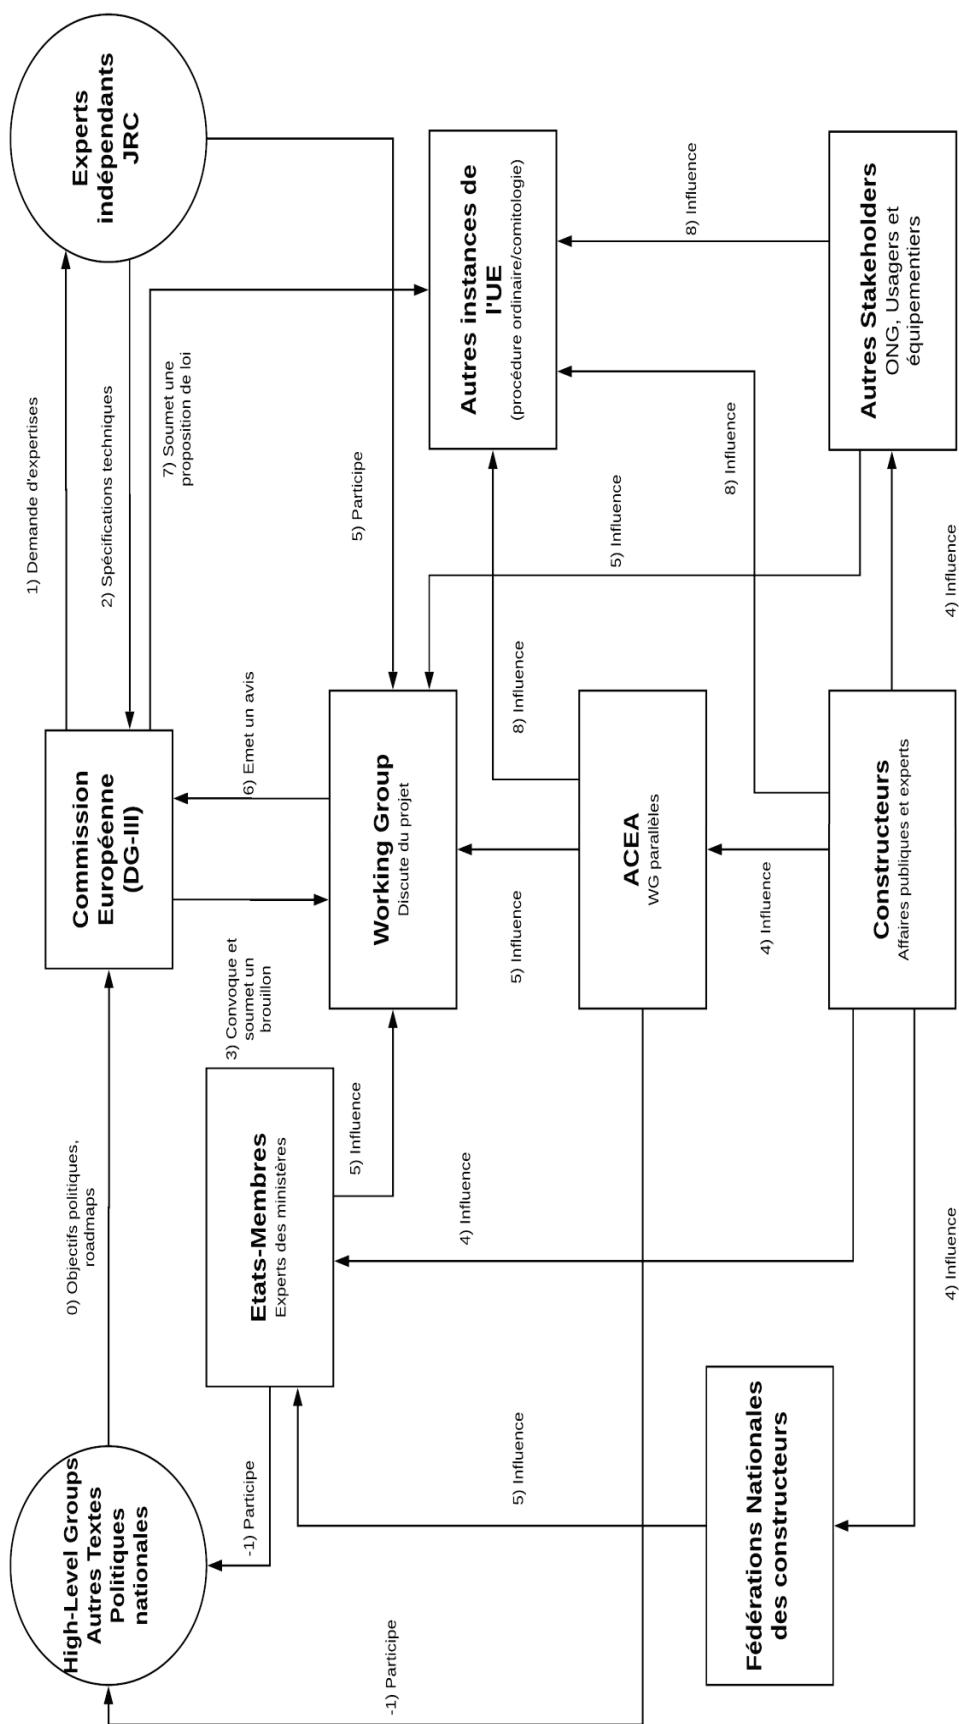 High-Level Groups
Autres Textes
Politiques
nationales
0) Objectifs politiques,
roadmaps
Commission
Européenne
(DG-III)
1) Demande d'expertises
2) Spécifications techniques
7) Soumet une
proposition de loi
Experts
indépendants
JRC
-1) Participe
Etats-Membres
Experts des ministères
3) Convoque et
soumet un
brouillon
6) Emet un avis
5) Influence
Working Group
Discute du projet
5) Participe
Autres instances de
l'UE
(procédure ordinaire/comitologie)
-1) Participe
5) Influence
4) Influence
5) Influence
ACEA
WG parallèles
8) Influence
5) Influence
8) Influence
8) Influence
Fédérations Nationales
des constructeurs
4) Influence
4) Influence
Constructeurs
Affaires publiques et experts
4) Influence
Autres Stakeholders
ONG, Usagers et
équipementiers